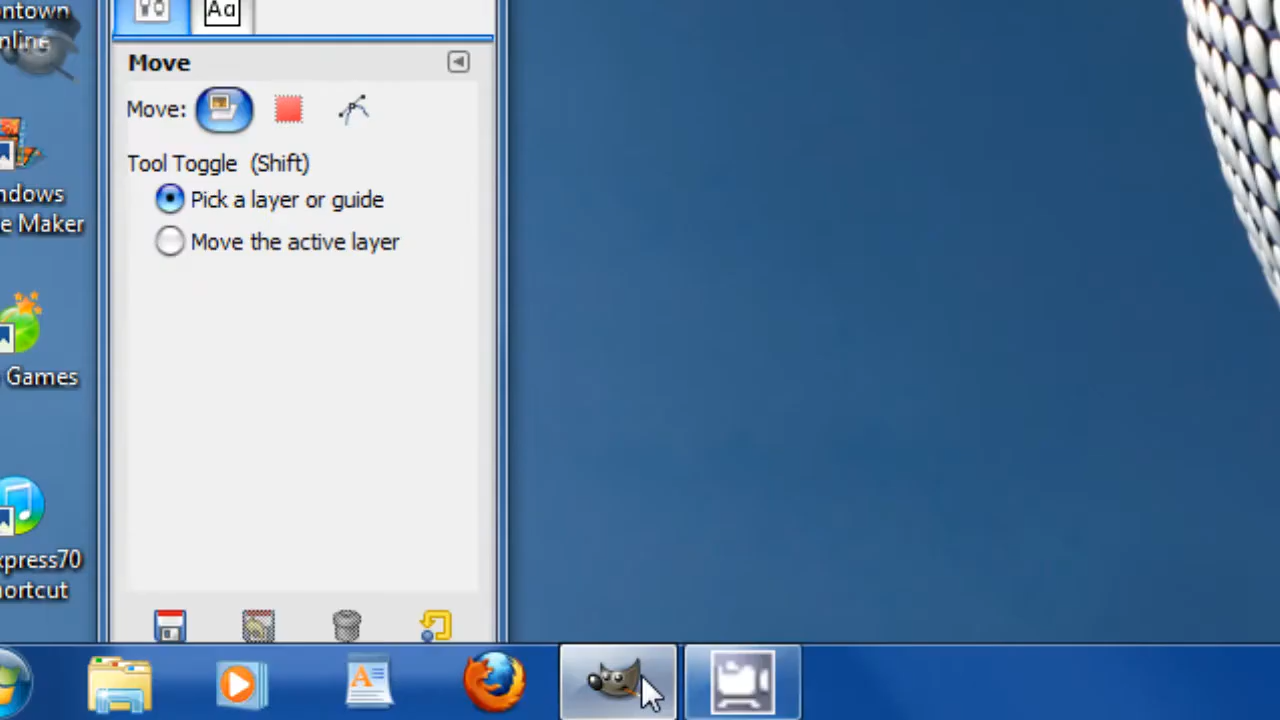 ontown
nline
Aa
Move
Move:
Tool Toggle (Shift)
Pick a layer or guide
Move the active layer
ndows
e Maker
Games
xpress70
ortcut
A